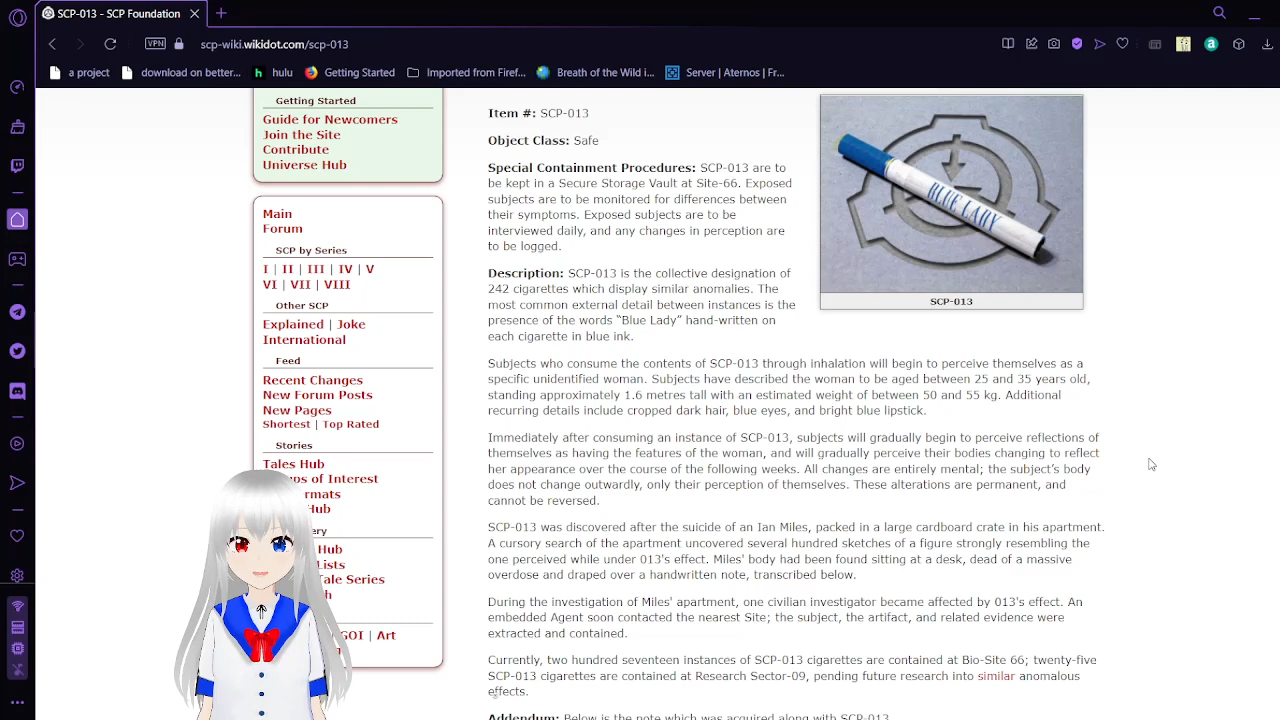 SCP-013 - SCP Foundation
VPN
scp-wiki.wikidot.com/scp-013
a project
download on better...
hulu
Getting Started
Imported from Firef...
Breath of the Wild i...
Server | Aternos | Fr...
Getting Started
Guide for Newcomers
Join the Site
Contribute
Universe Hub
Main
Forum
SCP by Series
I | II | III | IV | V
VI | VII | VIII
Other SCP
Explained | Joke
International
Feed
Recent Changes
New Forum Posts
New Pages
Shortest | Top Rated
Stories
Tales Hub
ups of Interest
ormats
Hub
ery
Hub
Lists
Tale Series
h
GOI | Art
Item #: SCP-013
Object Class: Safe
Special Containment Procedures: SCP-013 are to
be kept in a Secure Storage Vault at Site-66. Exposed
subjects are to be monitored for differences between
their symptoms. Exposed subjects are to be
interviewed daily, and any changes in perception are
to be logged.
BLUE LADY
SCP-013
Description: SCP-013 is the collective designation of
242 cigarettes which display similar anomalies. The
most common external detail between instances is the
presence of the words “Blue Lady” hand-written on
each cigarette in blue ink.
Subjects who consume the contents of SCP-013 through inhalation will begin to perceive themselves as a
specific unidentified woman. Subjects have described the woman to be aged between 25 and 35 years old,
standing approximately 1.6 metres tall with an estimated weight of between 50 and 55 kg. Additional
recurring details include cropped dark hair, blue eyes, and bright blue lipstick.
Immediately after consuming an instance of SCP-013, subjects will gradually begin to perceive reflections of
themselves as having the features of the woman, and will gradually perceive their bodies changing to reflect
her appearance over the course of the following weeks. All changes are entirely mental; the subject’s body
does not change outwardly, only their perception of themselves. These alterations are permanent, and
cannot be reversed.
SCP-013 was discovered after the suicide of an Ian Miles, packed in a large cardboard crate in his apartment.
A cursory search of the apartment uncovered several hundred sketches of a figure strongly resembling the
one perceived while under 013's effect. Miles' body had been found sitting at a desk, dead of a massive
overdose and draped over a handwritten note, transcribed below.
During the investigation of Miles' apartment, one civilian investigator became affected by 013's effect. An
embedded Agent soon contacted the nearest Site; the subject, the artifact, and related evidence were
extracted and contained.
Currently, two hundred seventeen instances of SCP-013 cigarettes are contained at Bio-Site 66; twenty-five
SCP-013 cigarettes are contained at Research Sector-09, pending future research into similar anomalous
effects.
Addendum: Below is the note which was acquired along with SCP-013.